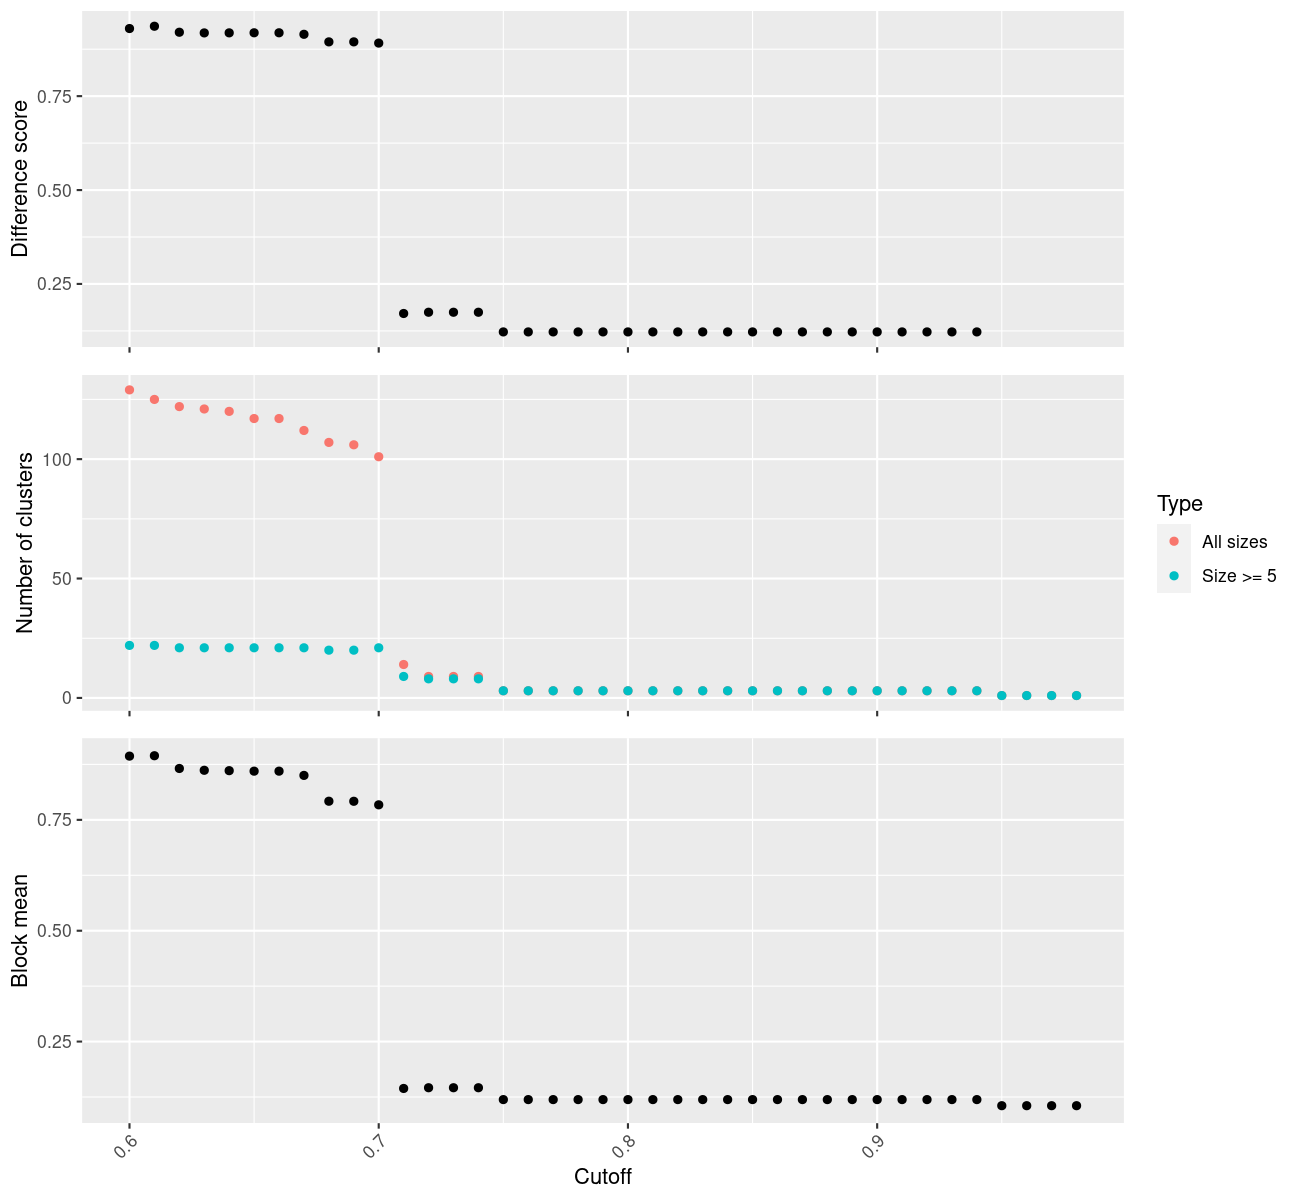 Difference score
0.75
0.50
0.25
Number of clusters
100
50
0
Type
All sizes
Size >= 5
Block mean
0.75
0.50
0.25
0.6
0.7
0.8
0.9
Cutoff